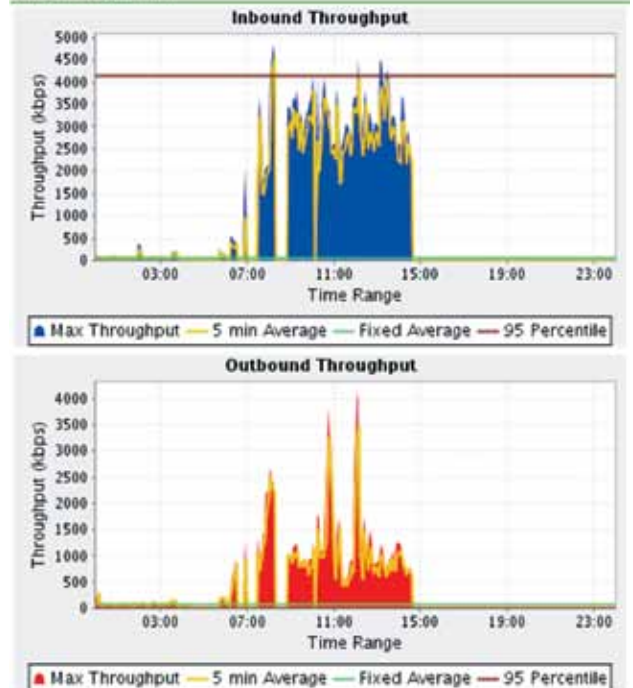 Inbound Throughput
5000
4500
4000
3500
3000
2500
2000
1500
1000
500
0
Throughput (kbps)
03:00 07:00 11:00 15:00 19:00 23:00
Time Range
Max Throughput 5 min Average Fixed Average 95 Percentile
Outbound Throughput
4000
3500
3000
2500
2000
1500
1000
500
0
Throughput (kbps)
03:00 07:00 11:00 15:00 19:00 23:00
Time Range
Max Throughput 5 min Average Fixed Average 95 Percentile